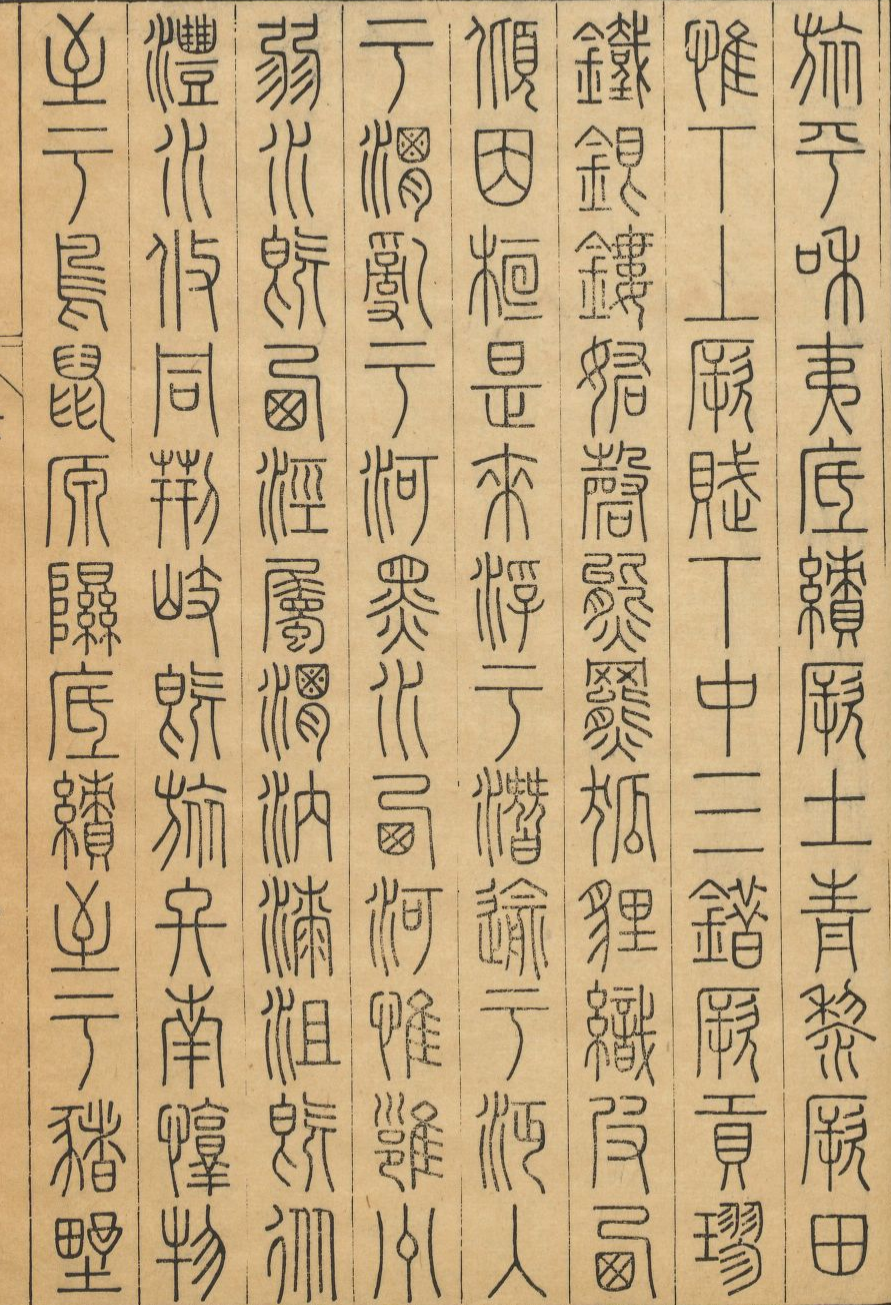 旅平和夷厎績厥土青黎厥田
惟下上厥賦下中三錯厥貢璆
鐵銀鏤砮磬熊羆狐貍織皮西
傾因桓是來浮于潛逾于沔入
于渭亂于河黑水西河惟雝州
弱水既西涇屬渭汭漆沮既从
灃水攸同荊岐既旅終南惇物
至于鳥鼠原隰厎績至于豬野